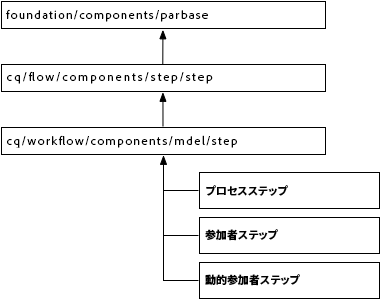 foundation/components/parbase
cq/flow/components/step/step
cq/workflow/components/mdel/step
プロセスステップ
参加者ステップ
動的参加者ステップ